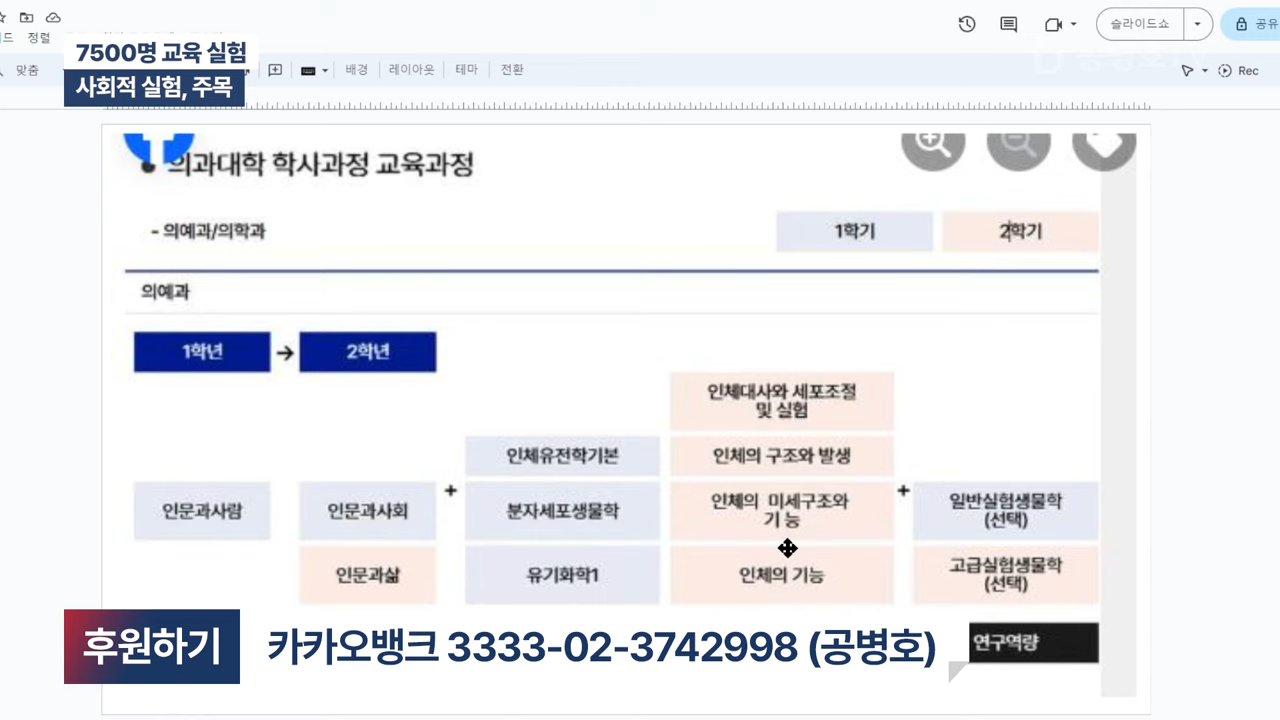 드 정렬
7500명 교육 실험
사회적 실험, 주목
맞춤
배경
레이아웃
테마
전환
슬라이드쇼
공유
Rec
의과대학 학사과정 교육과정
- 의예과/의학과
1학기
2학기
의예과
1학년 → 2학년
인체대사와 세포조절
및 실험
인체유전학기본
인체의 구조와 발생
인문과사람
인문과사회
+
분자세포생물학
인체의 미세구조와
기 능
+
일반실험생물학
(선택)
인문과삶
유기화학1
인체의 기능
고급실험생물학
(선택)
후원하기
카카오뱅크 3333-02-3742998 (공병호)
연구역량